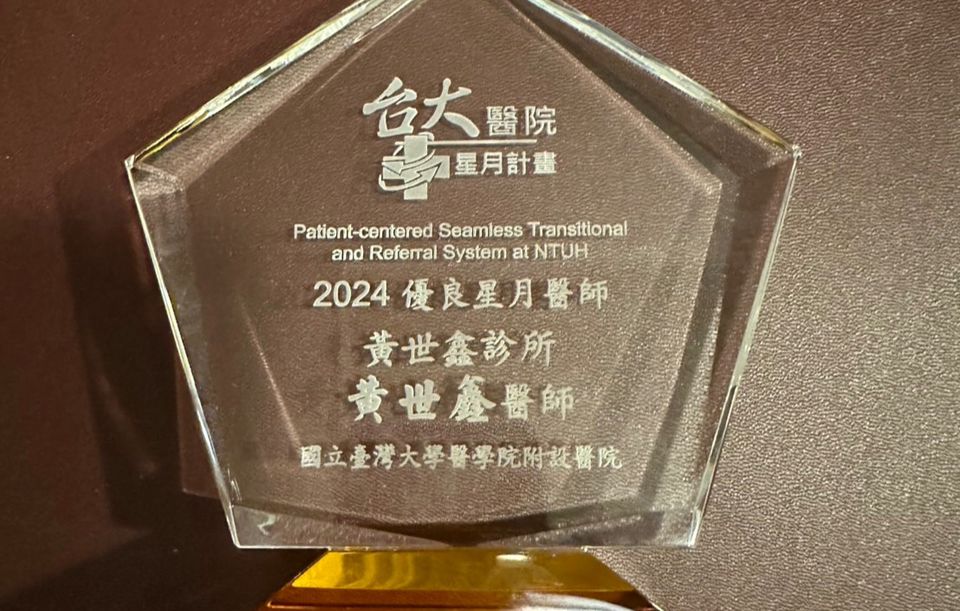 台大醫院
星月計畫
Patient-centered Seamless Transitional
and Referral System at NTUH
2024 優良星月醫師
黃世鑫診所
黃世鑫醫師
國立臺灣大學醫學院附設醫院